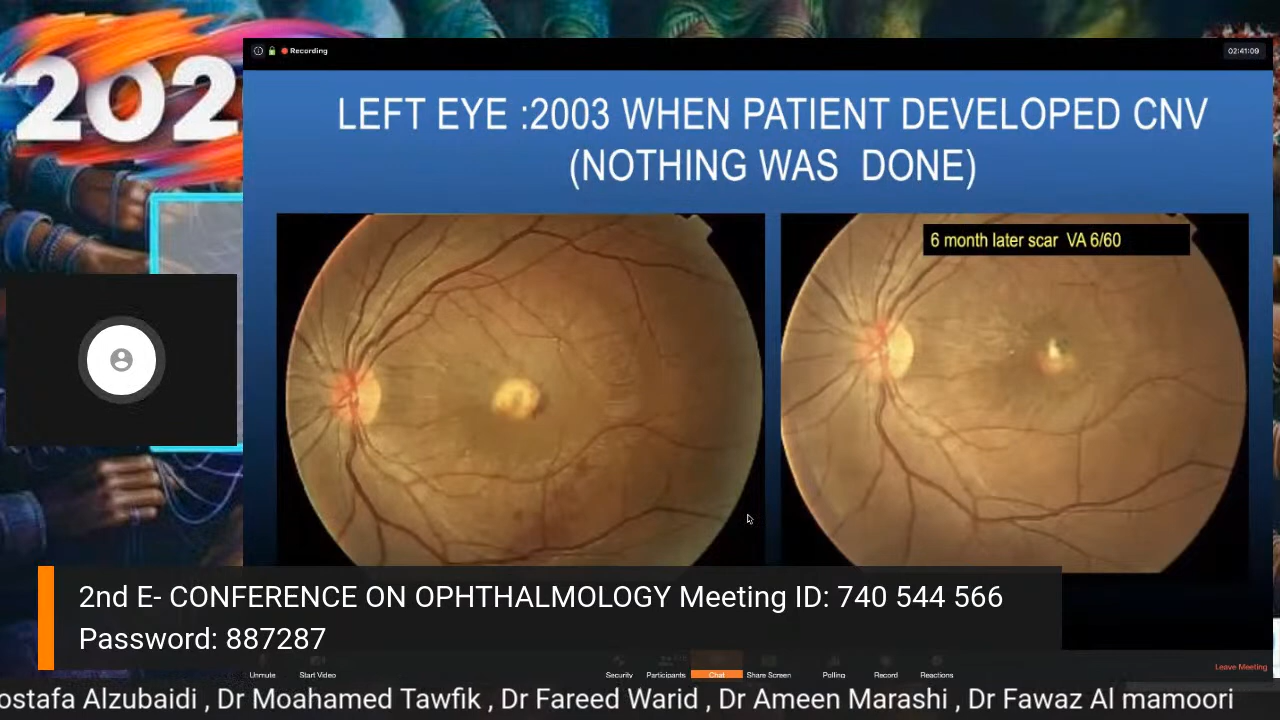 202
Recording
02:41:09
LEFT EYE :2003 WHEN PATIENT DEVELOPED CNV
(NOTHING WAS DONE)
6 month later scar VA 6/60
2nd E- CONFERENCE ON OPHTHALMOLOGY Meeting ID: 740 544 566
Password: 887287
Unmute Start Video Security Participants Chat Share Screen Polling Record Reactions Leave Meeting
ostafa Alzubaidi , Dr Moahamed Tawfik , Dr Fareed Warid , Dr Ameen Marashi , Dr Fawaz Al mamoori